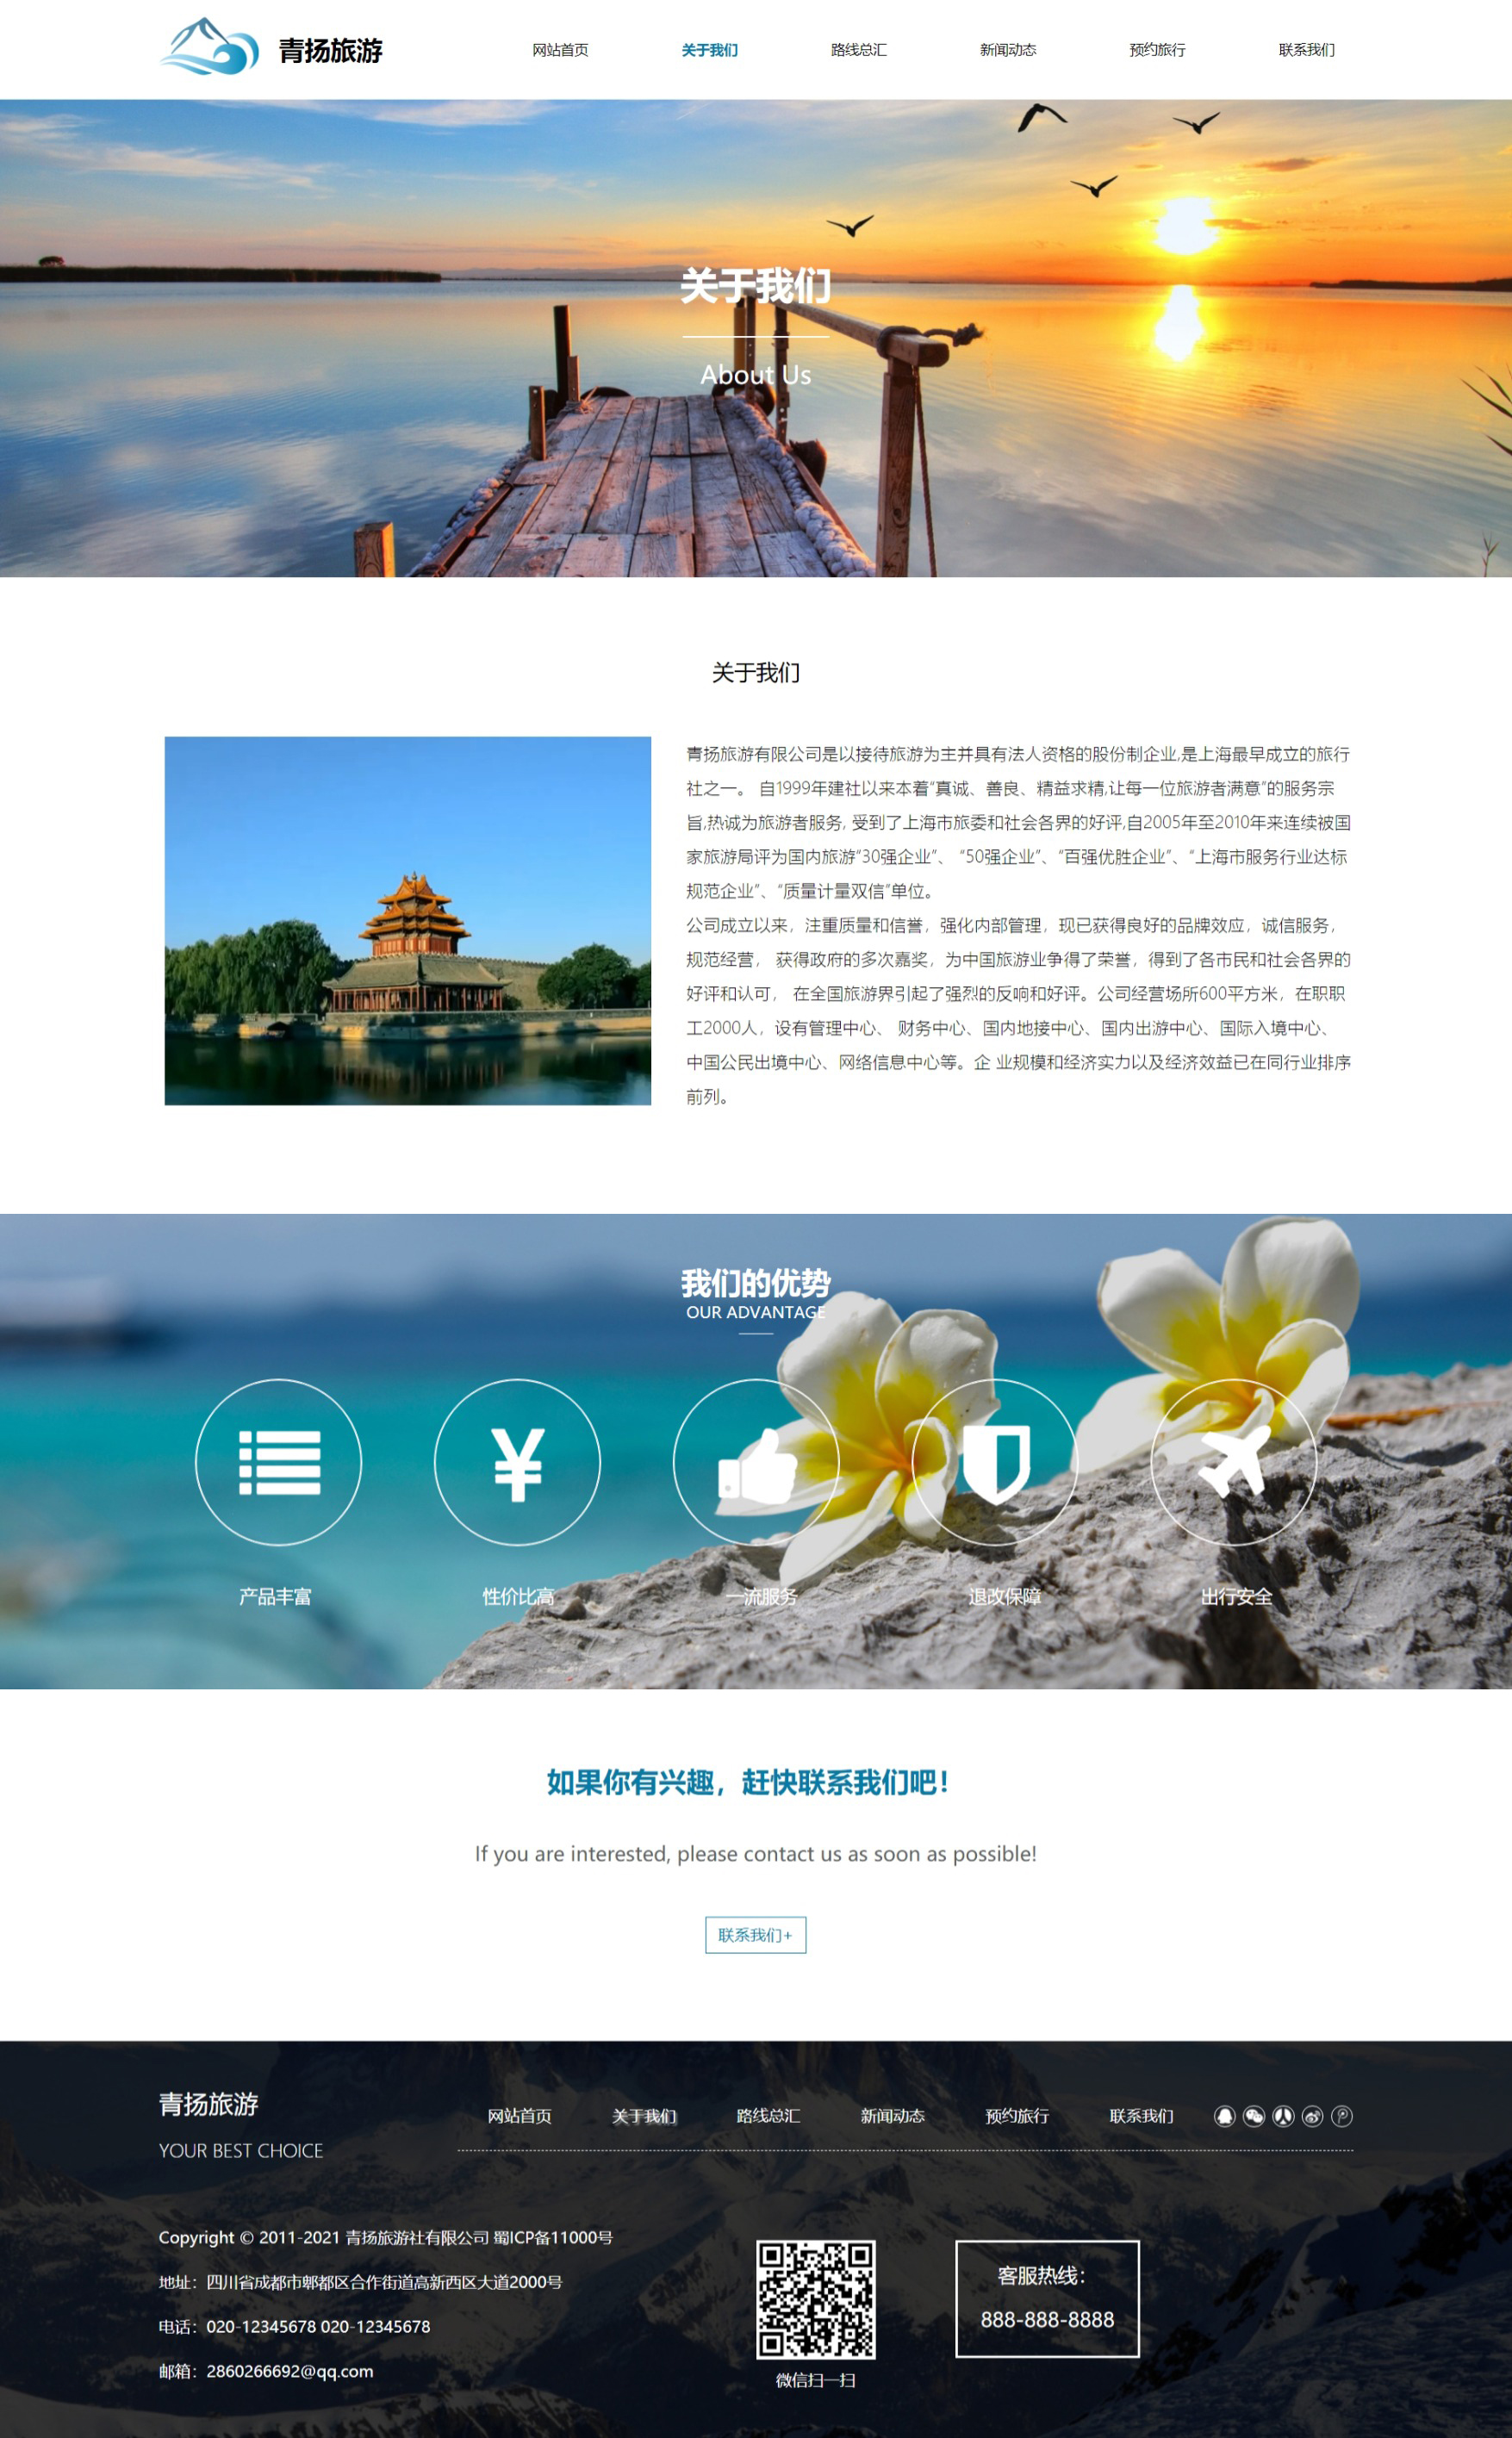 青扬旅游
网站首页
关于我们
路线总汇
新闻动态
预约旅行
联系我们
关于我们
About Us
关于我们
青扬旅游有限公司是以接待旅游为主并具有法人资格的股份制企业,是上海最早成立的旅行
社之一。 自1999年建社以来本着“真诚、善良、精益求精,让每一位旅游者满意”的服务宗
旨,热诚为旅游者服务, 受到了上海市旅委和社会各界的好评,自2005年至2010年来连续被国
家旅游局评为国内旅游“30强企业”、 “50强企业”、“百强优胜企业”、“上海市服务行业达标
规范企业”、“质量计量双信”单位。
公司成立以来，注重质量和信誉，强化内部管理，现已获得良好的品牌效应，诚信服务，
规范经营， 获得政府的多次嘉奖，为中国旅游业争得了荣誉，得到了各市民和社会各界的
好评和认可， 在全国旅游界引起了强烈的反响和好评。公司经营场所600平方米，在职职
工2000人，设有管理中心、 财务中心、国内地接中心、国内出游中心、国际入境中心、
中国公民出境中心、网络信息中心等。企 业规模和经济实力以及经济效益已在同行业排序
前列。
我们的优势
OUR ADVANTAGE
产品丰富
性价比高
一流服务
退改保障
出行安全
如果你有兴趣，赶快联系我们吧！
If you are interested, please contact us as soon as possible!
联系我们+
青扬旅游
YOUR BEST CHOICE
网站首页
关于我们
路线总汇
新闻动态
预约旅行
联系我们
Copyright © 2011-2021 青扬旅游社有限公司 蜀ICP备11000号
地址：四川省成都市郫都区合作街道高新西区大道2000号
电话：020-12345678 020-12345678
邮箱：2860266692@qq.com
微信扫一扫
客服热线：
888-888-8888